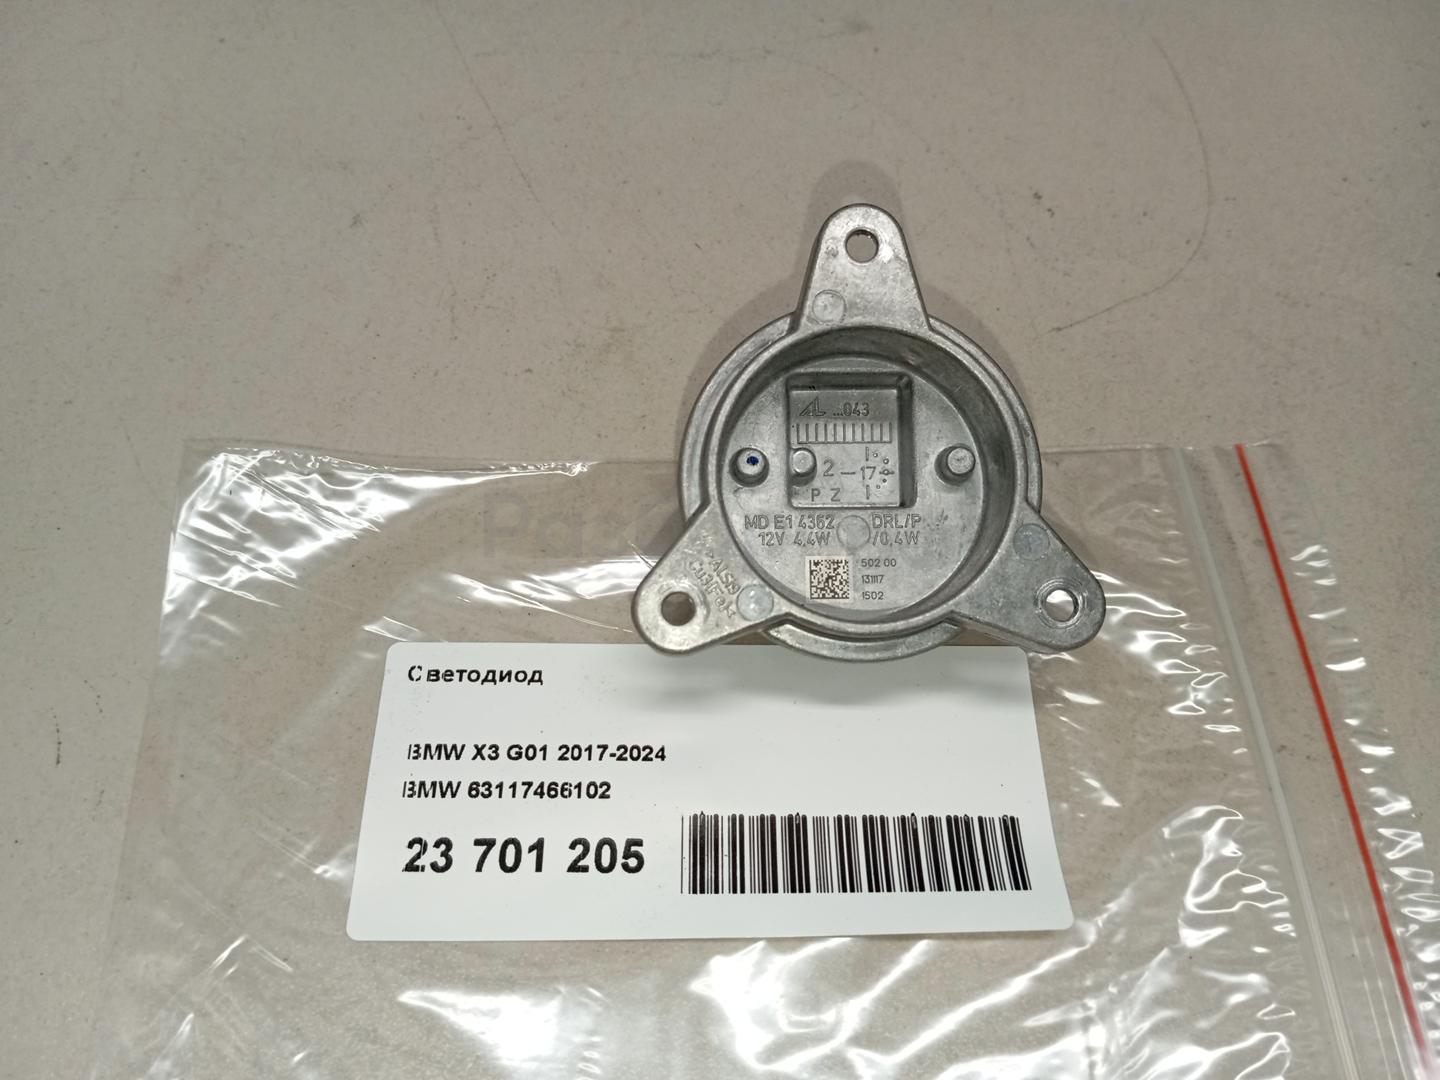 AL ...043
2 -17-
P Z
MD E1 4362 DRL/P
12V 4.4W /0,4W
502 00
131117
1502
Светодиод
BMW X3 G01 2017-2024
BMW 63117466102
23 701 205